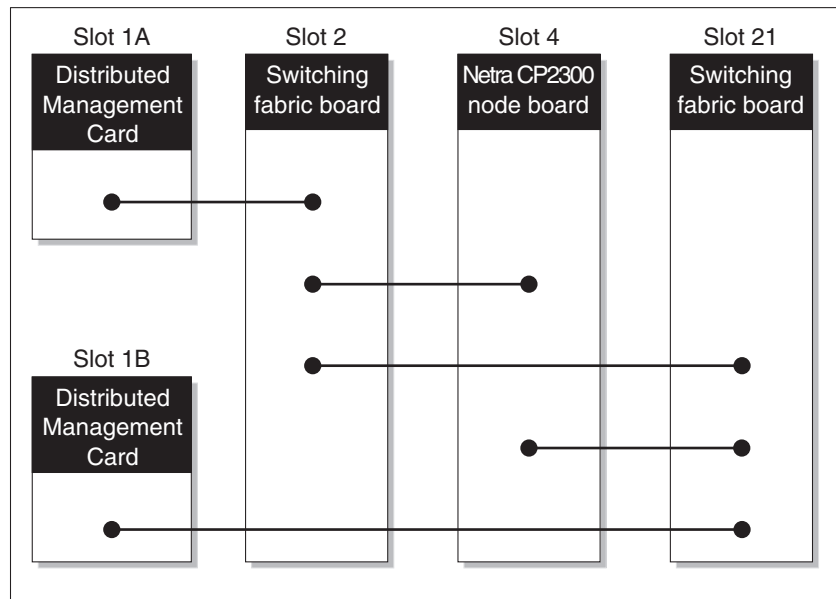 Slot 1A
Distributed
Management
Card
Slot 2
Switching
fabric board
Slot 4
Netra CP2300
node board
Slot 21
Switching
fabric board
Slot 1B
Distributed
Management
Card